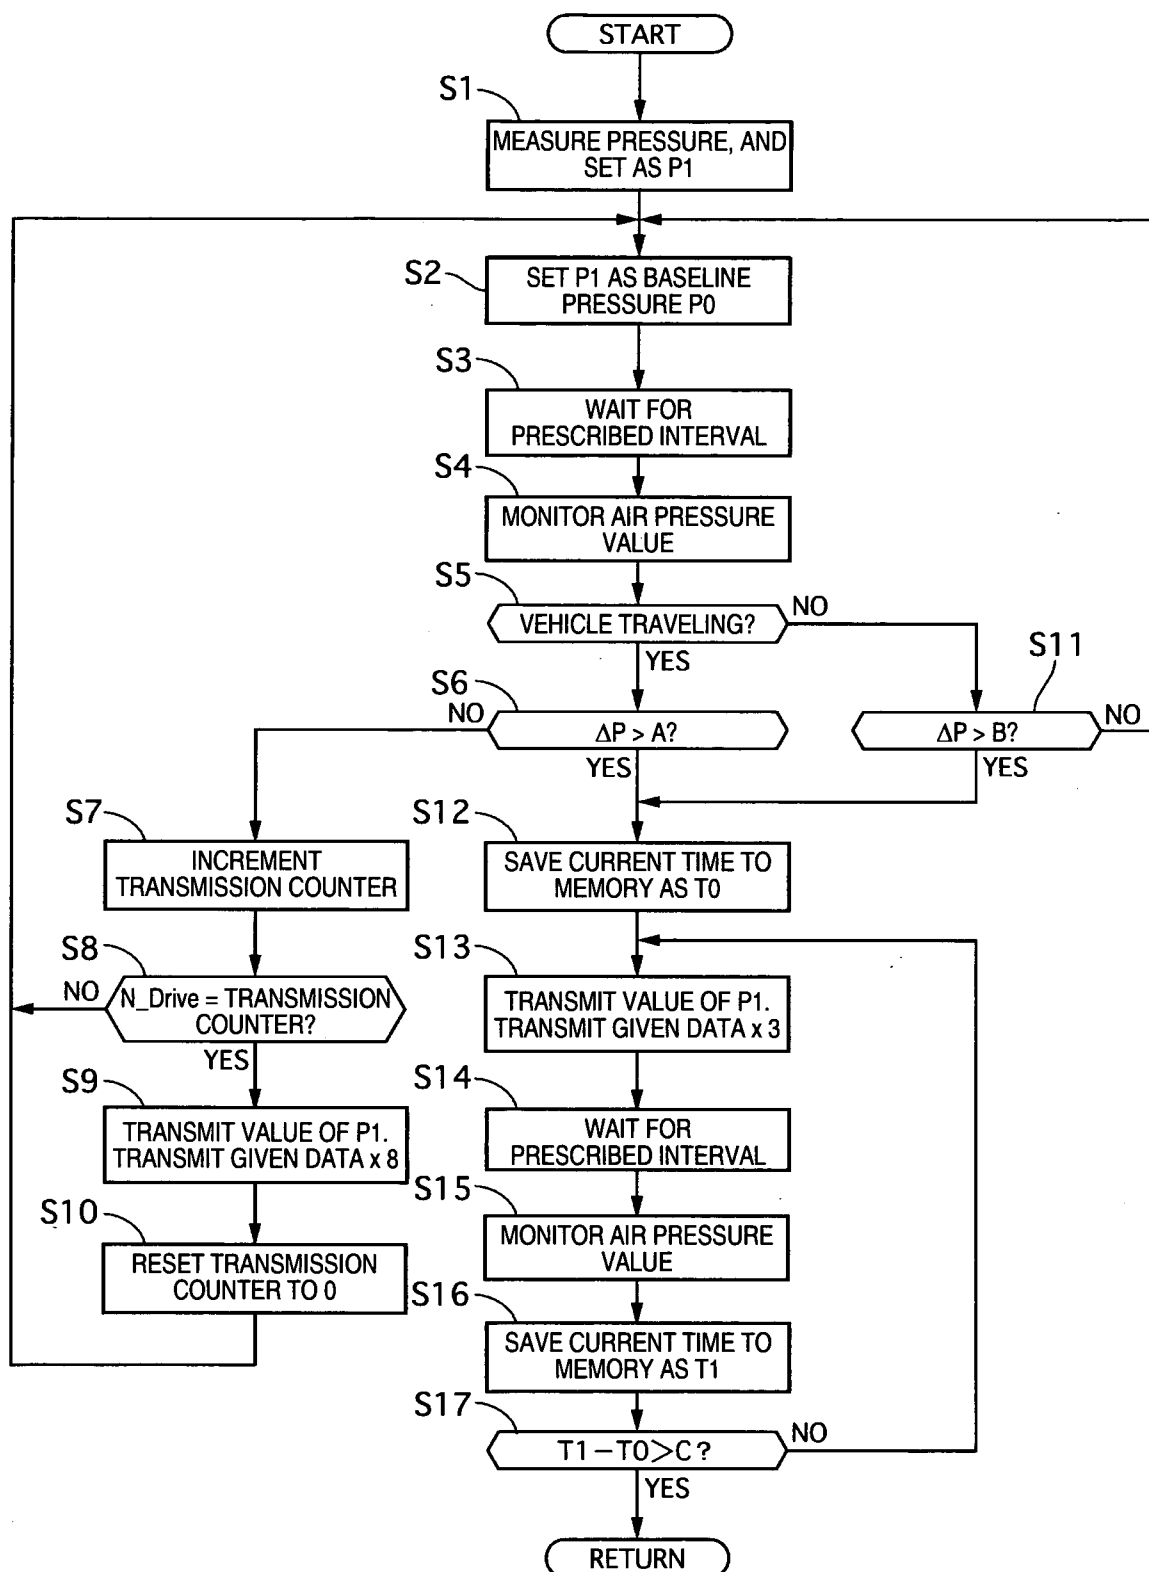 START
S1
MEASURE PRESSURE, AND
SET AS P1
S2
SET P1 AS BASELINE
PRESSURE P0
S3
WAIT FOR
PRESCRIBED INTERVAL
S4
MONITOR AIR PRESSURE
VALUE
S5
VEHICLE TRAVELING?
NO
YES
S6
NO
ΔP > A?
YES
S11
ΔP > B?
NO
YES
S7
INCREMENT
TRANSMISSION COUNTER
S8
NO
N_Drive = TRANSMISSION
COUNTER?
YES
S9
TRANSMIT VALUE OF P1.
TRANSMIT GIVEN DATA x 8
S10
RESET TRANSMISSION
COUNTER TO 0
S12
SAVE CURRENT TIME TO
MEMORY AS T0
S13
TRANSMIT VALUE OF P1.
TRANSMIT GIVEN DATA x 3
S14
WAIT FOR
PRESCRIBED INTERVAL
S15
MONITOR AIR PRESSURE
VALUE
S16
SAVE CURRENT TIME TO
MEMORY AS T1
S17
T1-T0>C?
NO
YES
RETURN